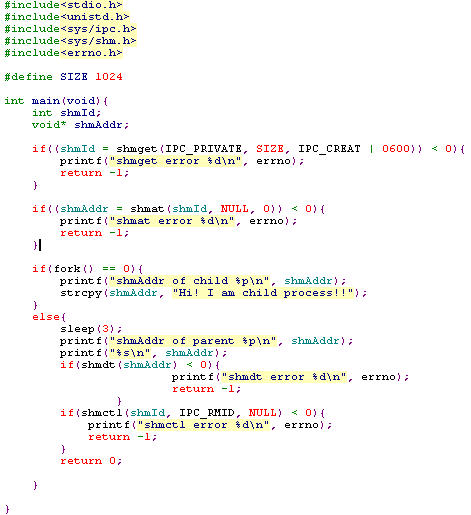 #include<stdio.h>
#include<unistd.h>
#include<sys/ipc.h>
#include<sys/shm.h>
#include<errno.h>
#define SIZE 1024
int main(void){
    int shmId;
    void* shmAddr;
    if((shmId = shmget(IPC_PRIVATE, SIZE, IPC_CREAT | 0600)) < 0){
        printf("shmget error %d\n", errno);
        return -1;
    }
    if((shmAddr = shmat(shmId, NULL, 0)) < 0){
        printf("shmat error %d\n", errno);
        return -1;
    }
    if(fork() == 0){
        printf("shmAddr of child %p\n", shmAddr);
        strcpy(shmAddr, "Hi! I am child process!!");
    }
    else{
        sleep(3);
        printf("shmAddr of parent %p\n", shmAddr);
        printf("%s\n", shmAddr);
        if(shmdt(shmAddr) < 0){
                        printf("shmdt error %d\n", errno);
                        return -1;
                }
        if(shmctl(shmId, IPC_RMID, NULL) < 0){
            printf("shmctl error %d\n", errno);
            return -1;
        }
        return 0;
    }
}